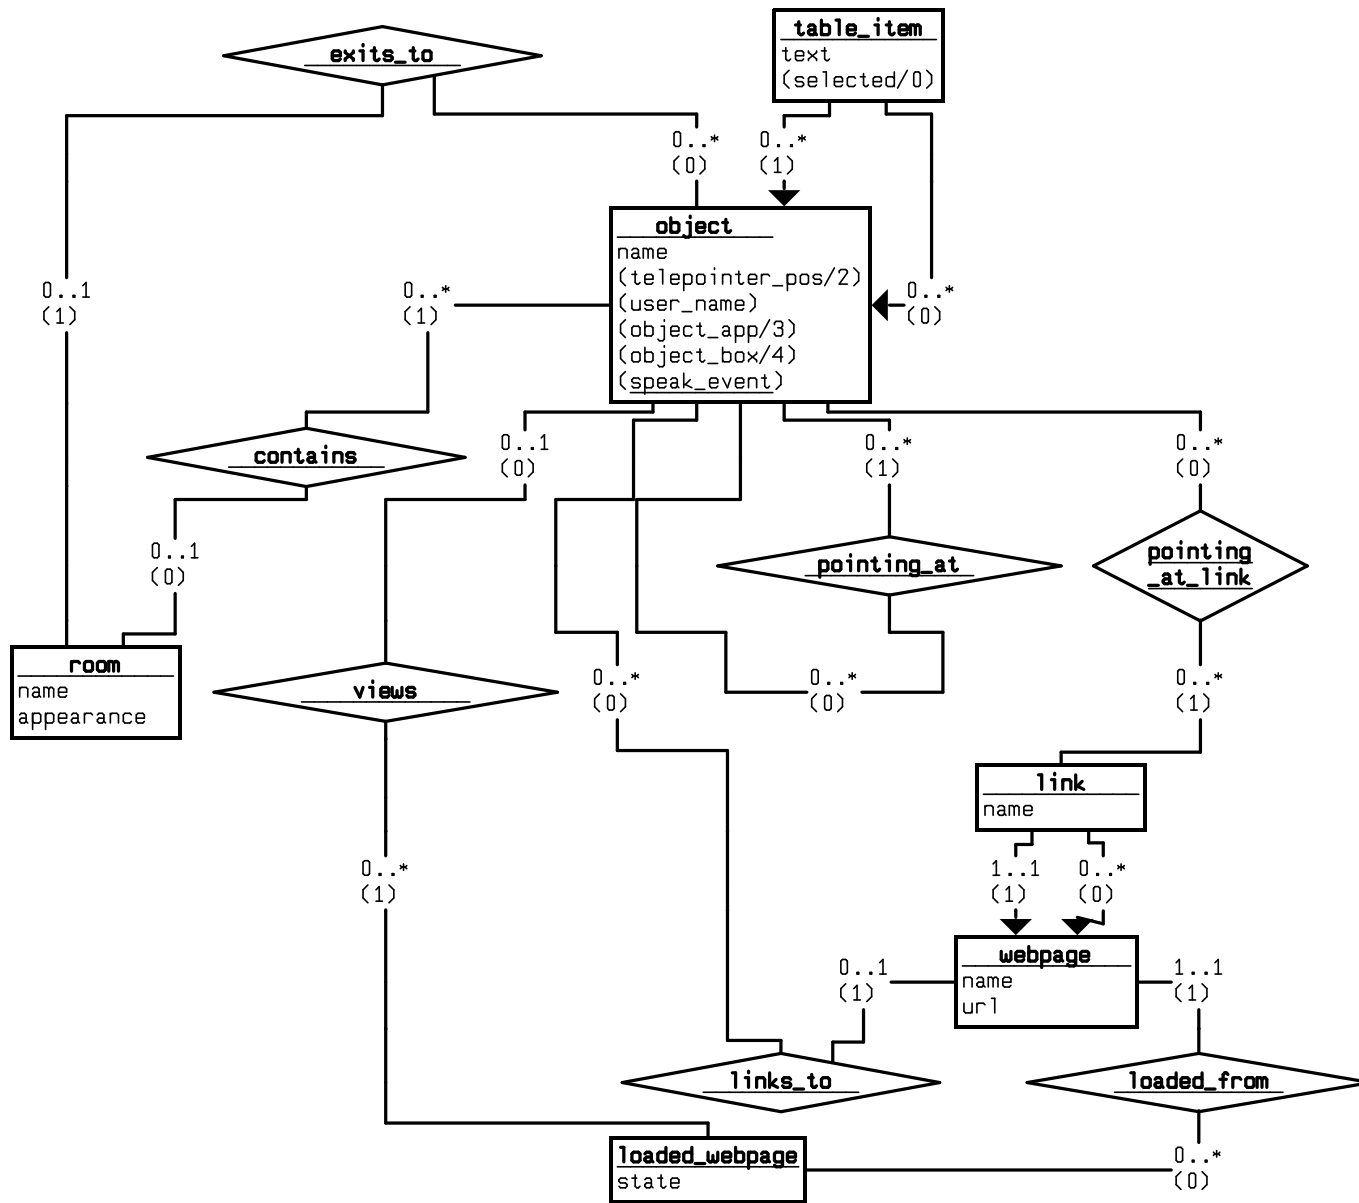 table_item
text
(selected/0)
exits_to
0..*
(0)
0..*
(1)
object
name
(telepointer_pos/2)
(user_name)
(object_app/3)
(object_box/4)
(speak_event)
0..1
(1)
0..*
(1)
0..*
(0)
contains
0..1
(0)
0..*
(1)
0..*
(0)
0..1
(0)
pointing_at
pointing
_at_link
room
name
appearance
views
0..*
(0)
0..*
(0)
0..*
(1)
link
name
0..*
(1)
1..1
(1)
0..*
(0)
webpage
name
url
0..1
(1)
1..1
(1)
links_to
loaded_from
loaded_webpage
state
0..*
(0)